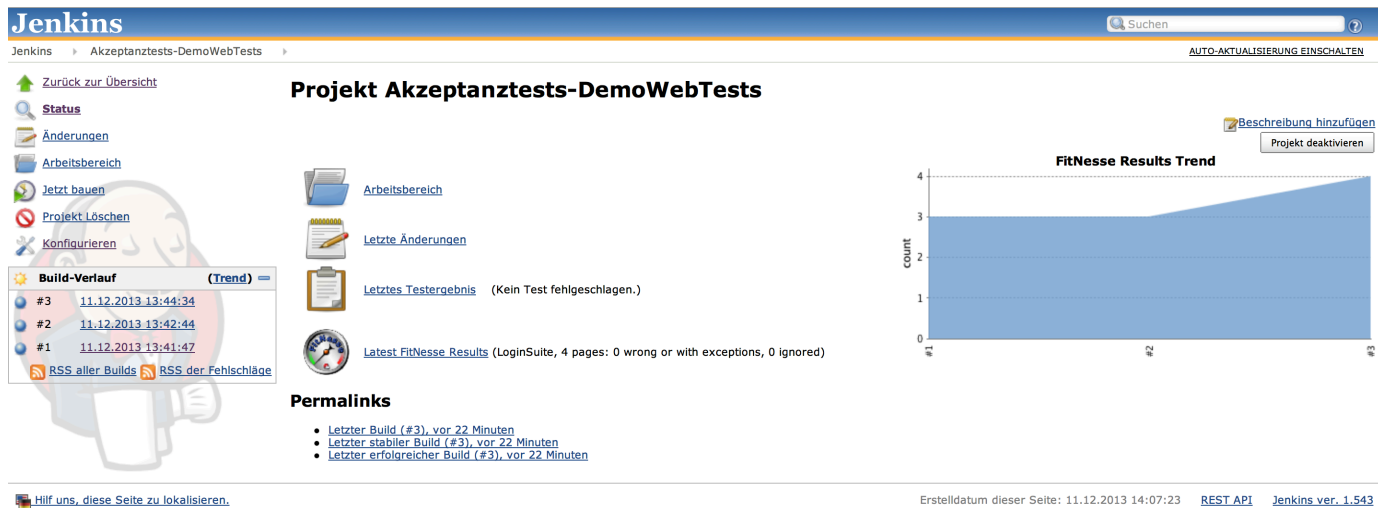 Jenkins
Suchen
Jenkins Akzeptanztests-DemoWebTests
AUTO-AKTUALISIERUNG EINSCHALTEN
Zurück zur Übersicht
Status
Änderungen
Arbeitsbereich
Jetzt bauen
Projekt Löschen
Konfigurieren
Build-Verlauf (Trend)
#3 11.12.2013 13:44:34
#2 11.12.2013 13:42:44
#1 11.12.2013 13:41:47
RSS aller Builds RSS der Fehlschläge
Projekt Akzeptanztests-DemoWebTests
Beschreibung hinzufügen
Projekt deaktivieren
Arbeitsbereich
Letzte Änderungen
Letztes Testergebnis (Kein Test fehlgeschlagen.)
FitNesse
Latest FitNesse Results (LoginSuite, 4 pages: 0 wrong or with exceptions, 0 ignored)
FitNesse Results Trend
4
3
2
1
0
count
#1
#2
#3
Permalinks
Letzter Build (#3), vor 22 Minuten
Letzter stabiler Build (#3), vor 22 Minuten
Letzter erfolgreicher Build (#3), vor 22 Minuten
Hilf uns, diese Seite zu lokalisieren.
Erstelldatum dieser Seite: 11.12.2013 14:07:23 REST API Jenkins ver. 1.543